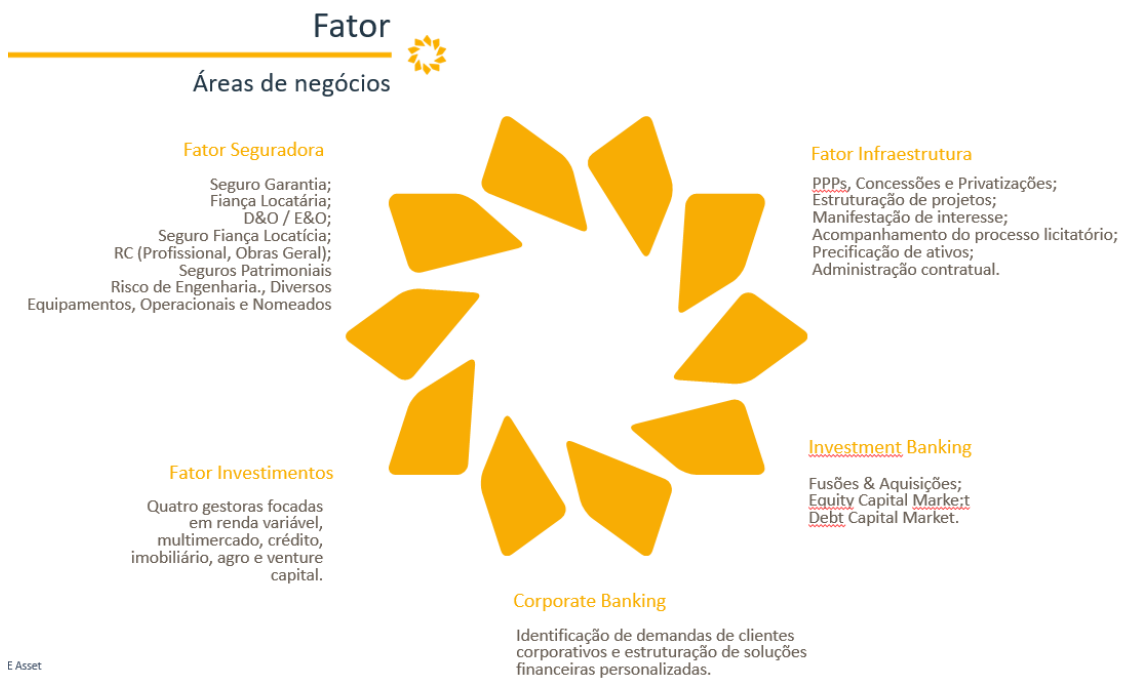 Fator
Áreas de negócios
Fator Seguradora
Seguro Garantia;
Fiança Locatária;
D&O / E&O;
Seguro Fiança Locatícia;
RC (Profissional, Obras Geral);
Seguros Patrimoniais
Risco de Engenharia., Diversos
Equipamentos, Operacionais e Nomeados
Fator Infraestrutura
PPPs, Concessões e Privatizações;
Estruturação de projetos;
Manifestação de interesse;
Acompanhamento do processo licitatório;
Precificação de ativos;
Administração contratual.
Fator Investimentos
Quatro gestoras focadas
em renda variável,
multimercado, crédito,
imobiliário, agro e venture
capital.
Investment Banking
Fusões & Aquisições;
Equity Capital Marke;t
Debt Capital Market.
Corporate Banking
Identificação de demandas de clientes
corporativos e estruturação de soluções
financeiras personalizadas.
E Asset